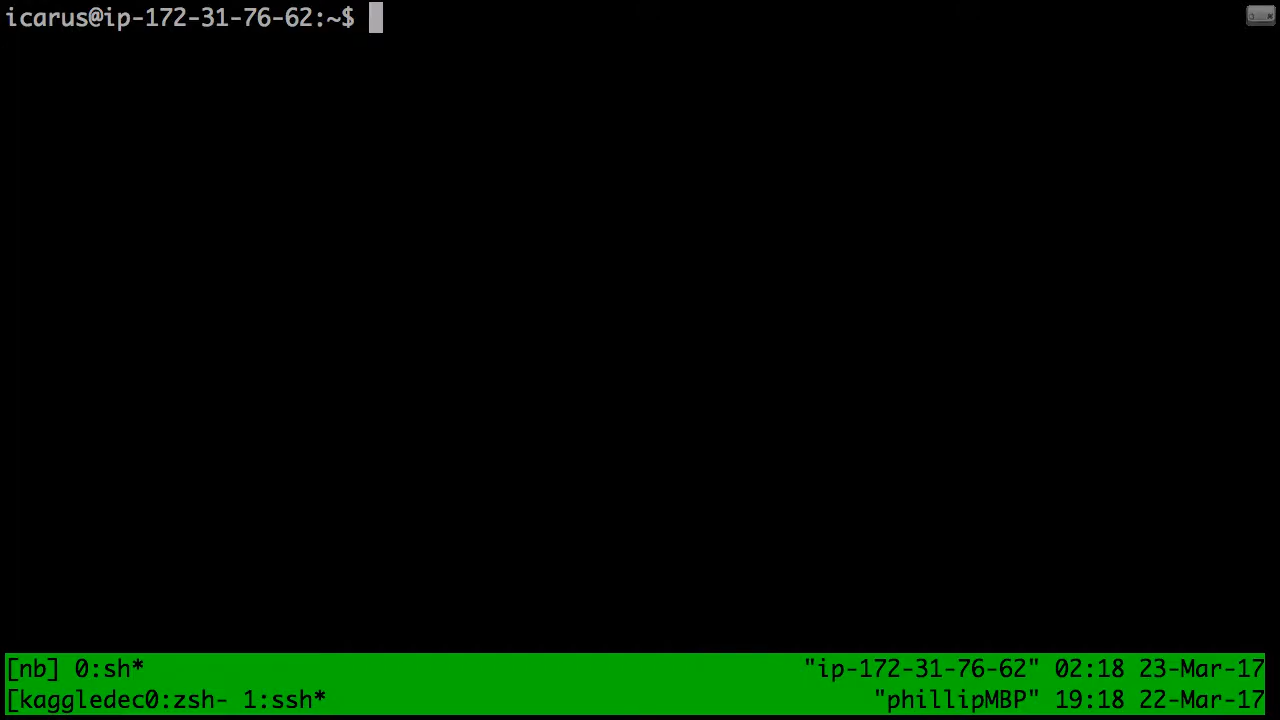 icarus@ip-172-31-76-62:~$
[nb] 0:sh* "ip-172-31-76-62" 02:18 23-Mar-17
[kaggledec0:zsh- 1:ssh* "phillipMBP" 19:18 22-Mar-17